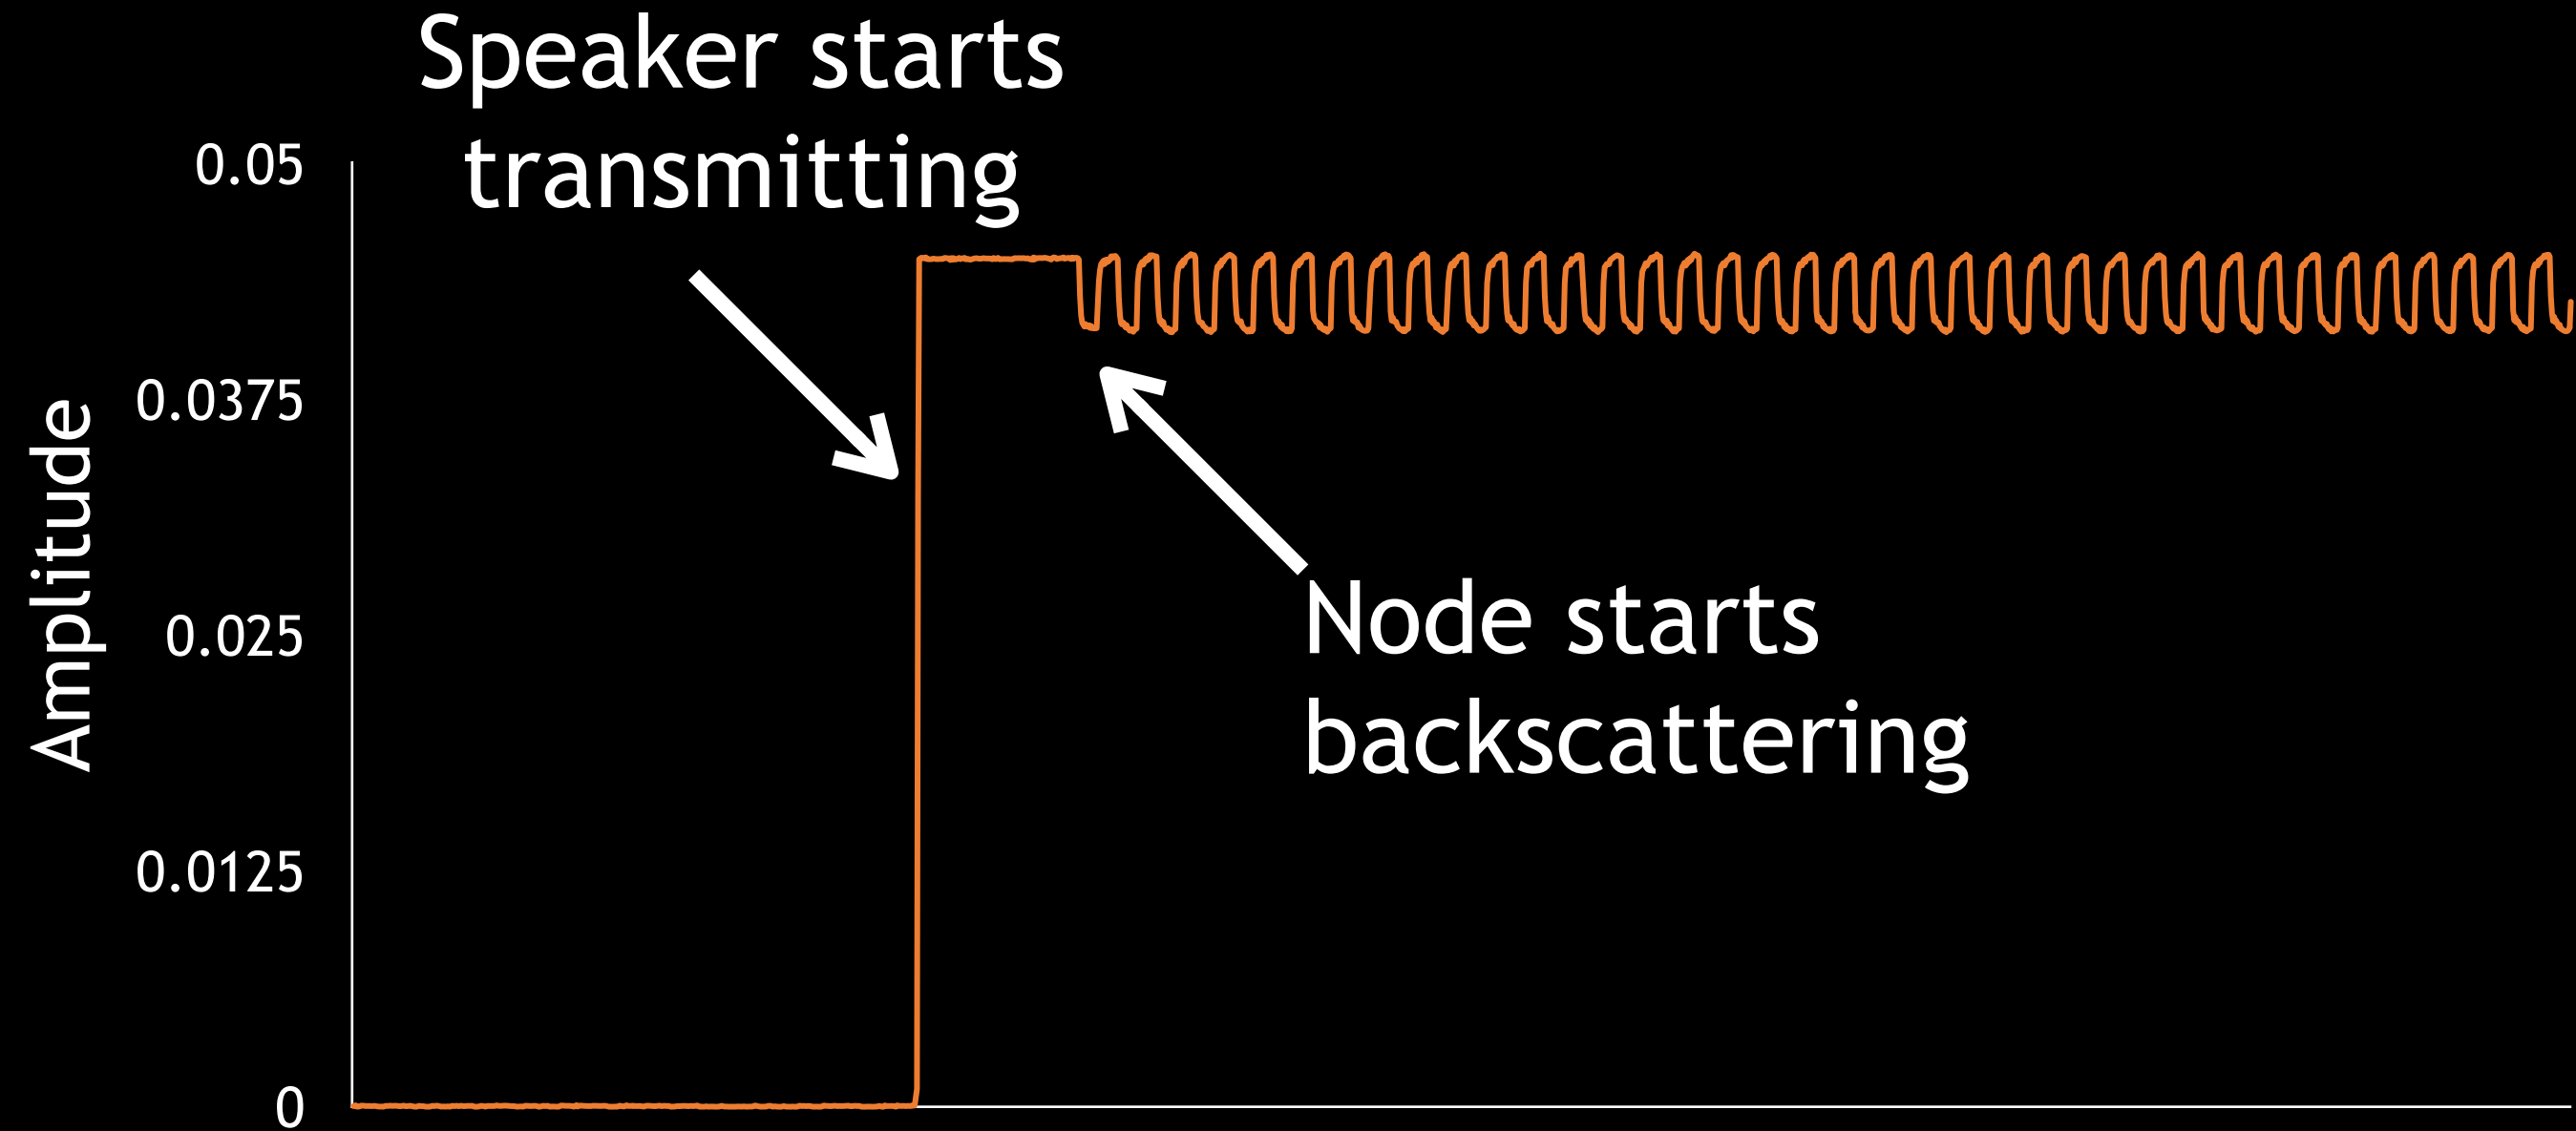 Speaker starts
transmitting
0.05
0.0375
0.025
0.0125
0
Amplitude
Node starts
backscattering